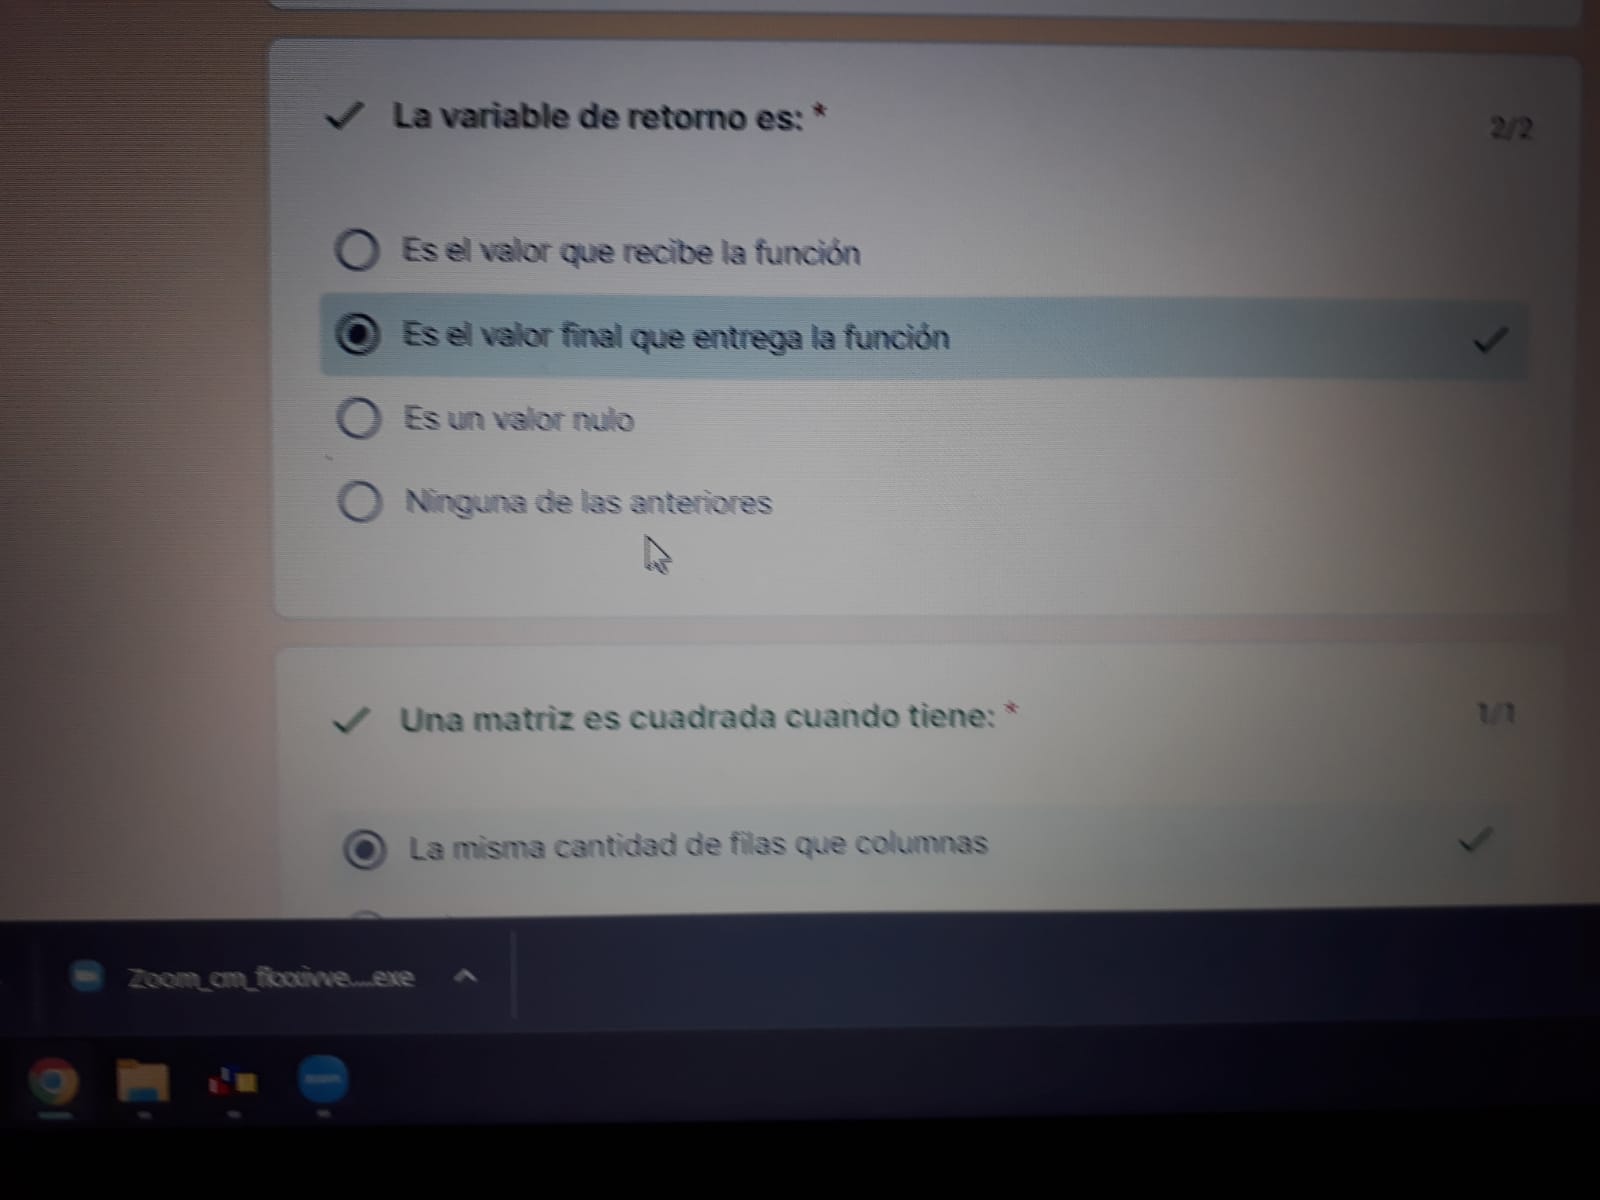 La variable de retorno es: *
2/2
Es el valor que recibe la función
Es el valor final que entrega la función
Es un valor nulo
Ninguna de las anteriores
Una matriz es cuadrada cuando tiene: *
1/1
La misma cantidad de filas que columnas